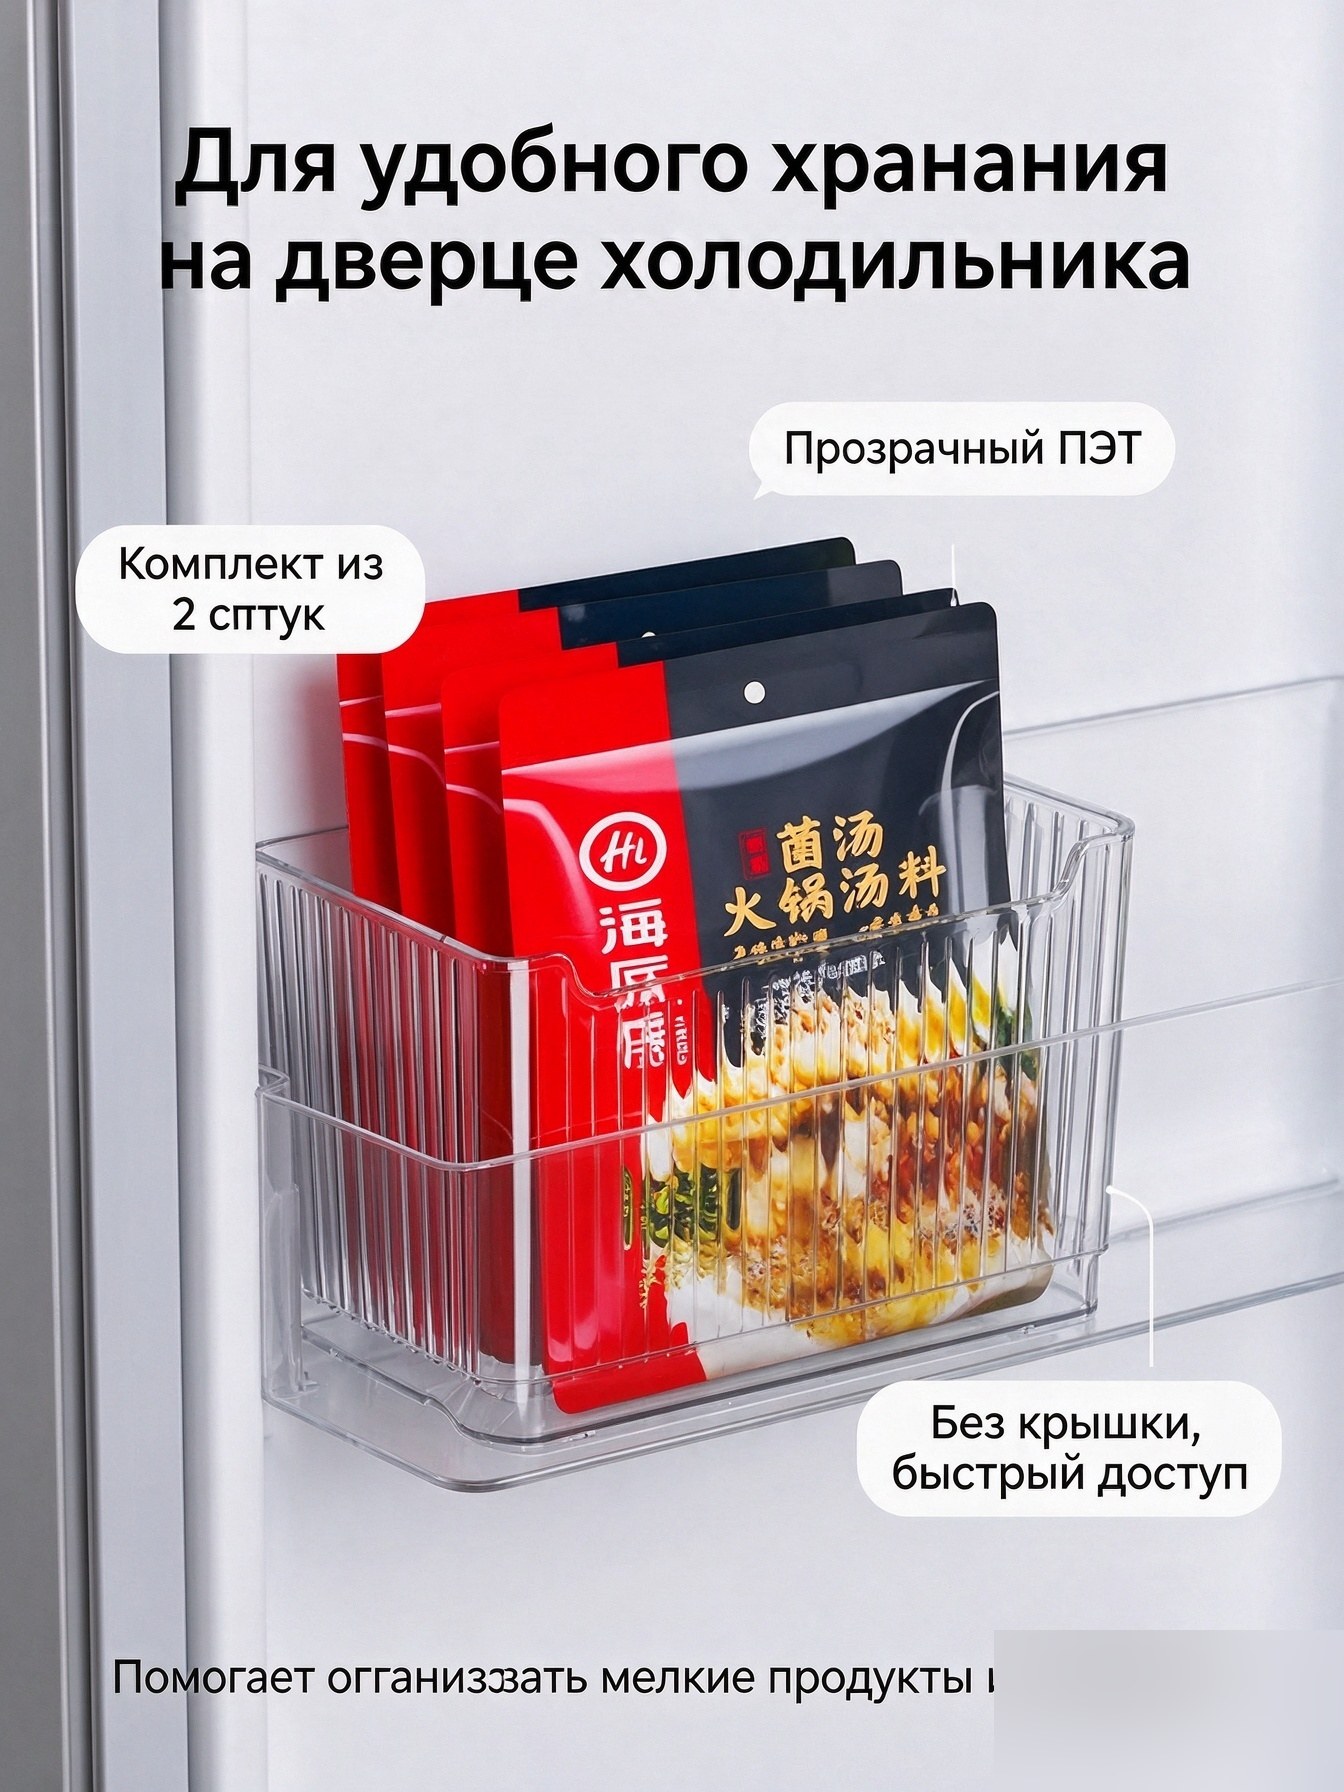 Для удобного хранания
на дверце холодильника
Прозрачный ПЭТ
Комплект из
2 сптук
HL
海底
菌汤
火锅汤料
Без крышки,
быстрый доступ
Помогает огганиззать мелкие продукты